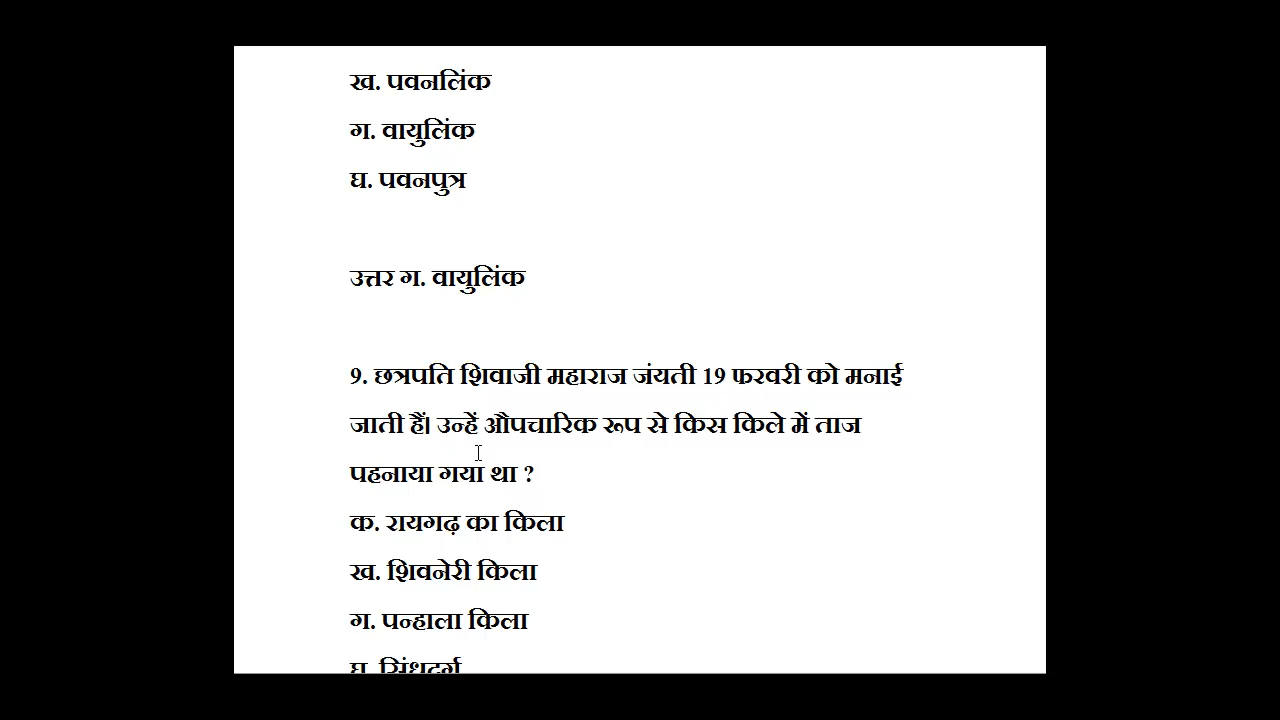 ख. पवनलिंक
ग. वायुलिंक
घ. पवनपुत्र
उत्तर ग. वायुलिंक
9. छत्रपति शिवाजी महाराज जंयती 19 फरवरी को मनाई
जाती हैं। उन्हें औपचारिक रूप से किस किले में ताज
पहनाया गया था ?
क. रायगढ़ का किला
ख. शिवनेरी किला
ग. पन्हाला किला
घ. सिंधुदुर्ग